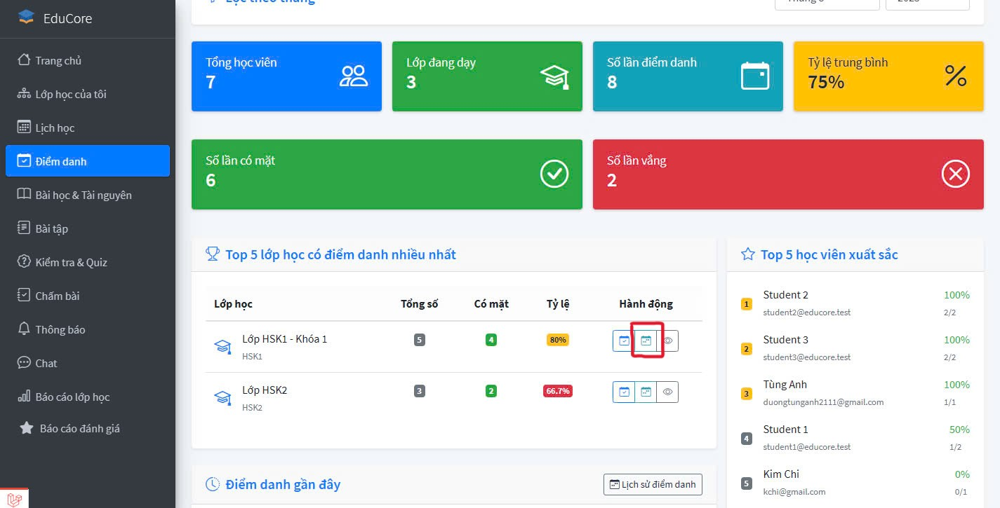 EduCore
Trang chủ
Lớp học của tôi
Lịch học
Điểm danh
Bài học & Tài nguyên
Bài tập
Kiểm tra & Quiz
Chấm bài
Thông báo
Chat
Báo cáo lớp học
Báo cáo đánh giá
Lọc theo tháng
Tổng học viên
7
Lớp đang dạy
3
Số lần điểm danh
8
Tỷ lệ trung bình
75%
Số lần có mặt
6
Số lần vắng
2
Top 5 lớp học có điểm danh nhiều nhất
Lớp học Tổng số Có mặt Tỷ lệ Hành động
Lớp HSK1 - Khóa 1 5 4 80%
HSK1
Lớp HSK2 3 2 66.7%
HSK2
Điểm danh gần đây
Lịch sử điểm danh
Top 5 học viên xuất sắc
1 Student 2 100%
student2@educore.test 2/2
2 Student 3 100%
student3@educore.test 2/2
3 Tùng Anh 100%
duongtunganh2111@gmail.com 1/1
4 Student 1 50%
student1@educore.test 1/2
5 Kim Chi 0%
kchi@gmail.com 0/1